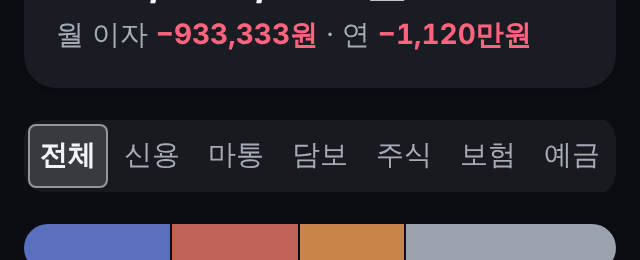 월 이자 −933,333원 · 연 −1,120만원
전체 신용 마통 담보 주식 보험 예금